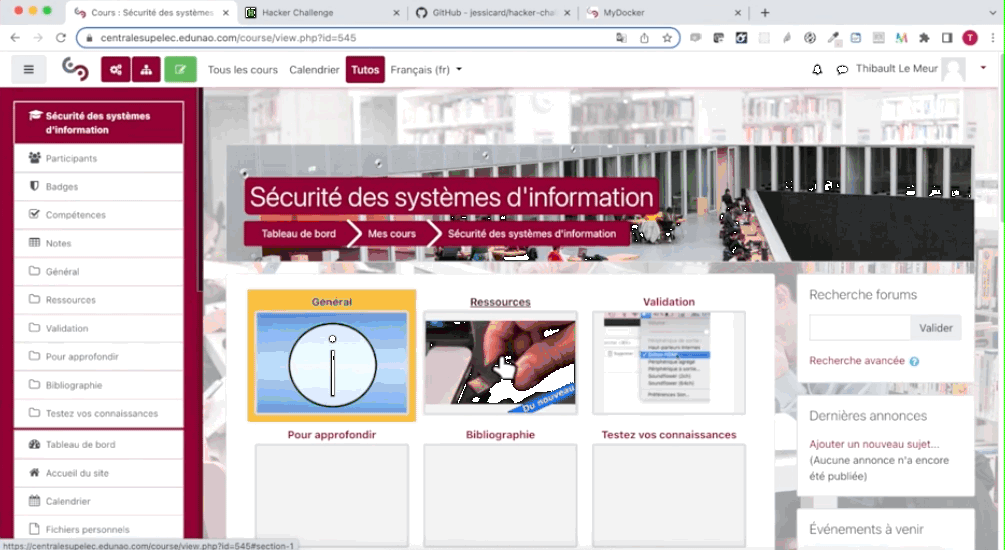 Cours : Sécurité des systèmes
Hacker Challenge
GitHub - jessicard/hacker-chal
MyDocker
centralesupelec.edunao.com/course/view.php?id=545
T
Tous les cours
Calendrier
Tutos
Français (fr)
Thibault Le Meur
Sécurité des systèmes
d'information
Participants
Badges
Compétences
Notes
Général
Ressources
Validation
Pour approfondir
Bibliographie
Testez vos connaissances
Tableau de bord
Accueil du site
Calendrier
Fichiers personnels
https://centralesupelec.edunao.com/course/view.php?id=545#section-1
Sécurité des systèmes d'information
Tableau de bord
Mes cours
Sécurité des systèmes d'information
Général
Ressources
Validation
Du nouveau
Pour approfondir
Bibliographie
Testez vos connaissances
Recherche forums
Valider
Recherche avancée
Dernières annonces
Ajouter un nouveau sujet...
(Aucune annonce n'a encore
été publiée)
Événements à venir